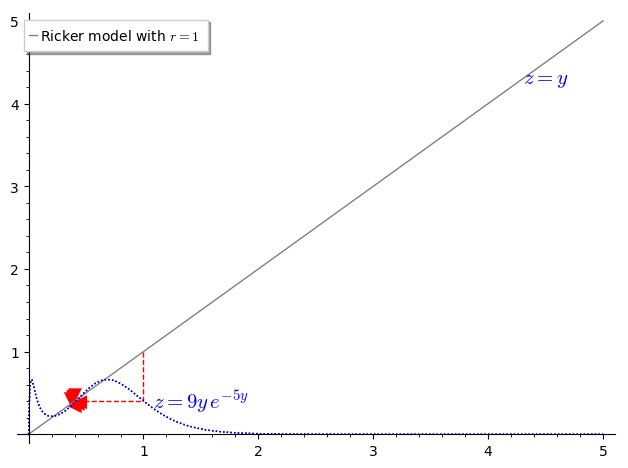 5
Ricker model with r = 1
z = y
4
3
2
1
z = 9ye^{-5y}
1 2 3 4 5